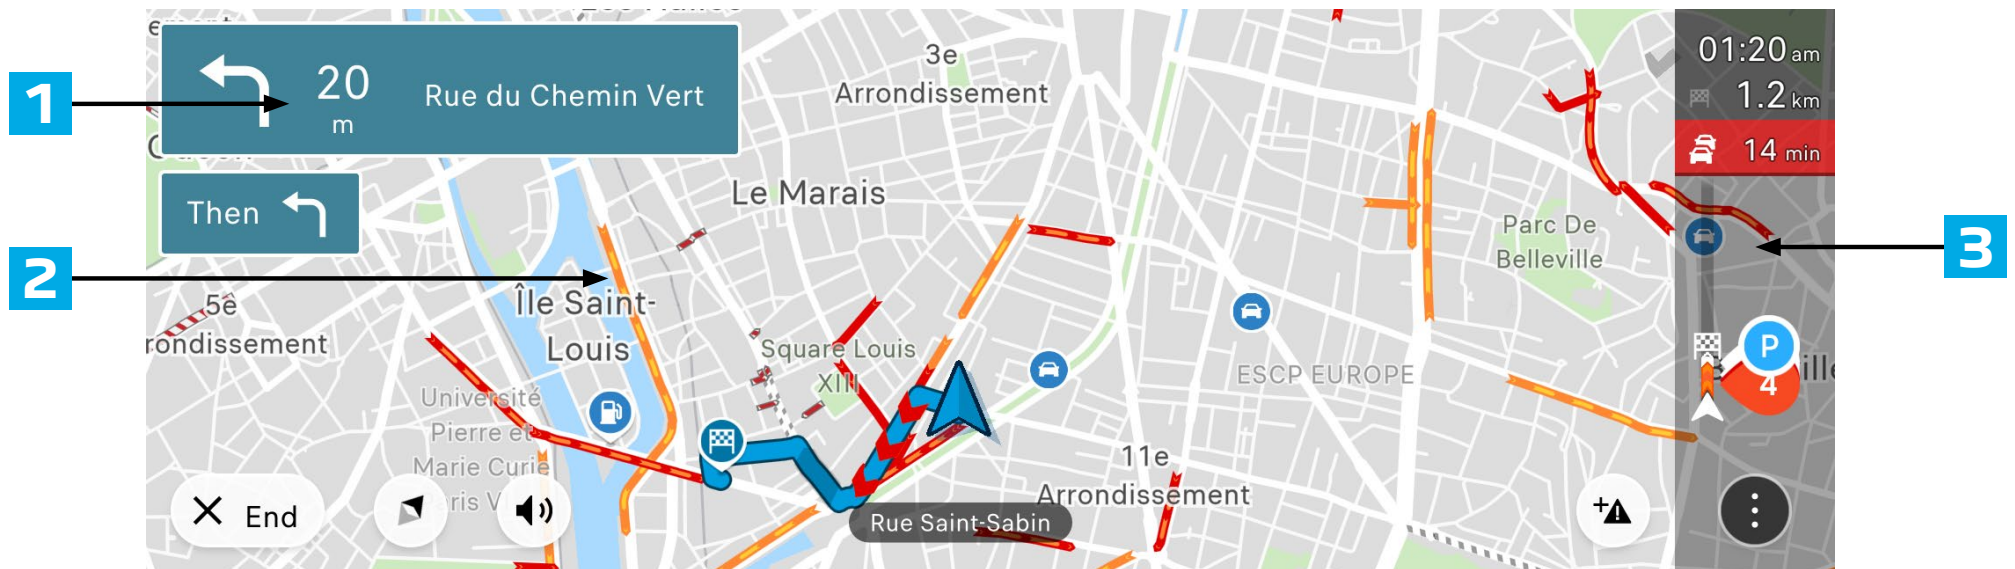 1
20
m
Rue du Chemin Vert
Then
2
3
3e
Arrondissement
Le Marais
01:20 am
1.2 km
14 min
Parc De
Belleville
5e
rondissement
Île Saint-
Louis
Square Louis
XIII
Université
Pierre et
Marie Curie
aris V
ESCP EUROPE
P
4
11e
Arrondissement
End
Rue Saint-Sabin